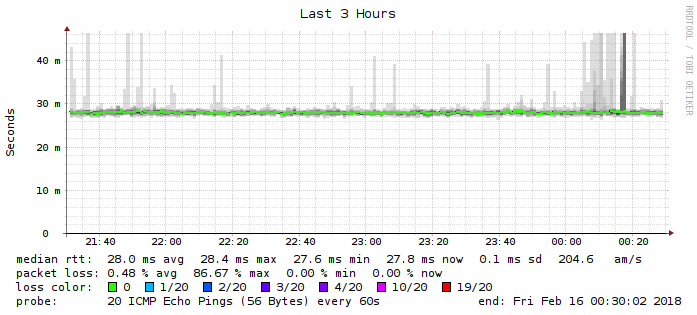 Last 3 Hours
RRDTOOL / TOBI OETIKER
Seconds
40 m
30 m
20 m
10 m
0
21:40 22:00 22:20 22:40 23:00 23:20 23:40 00:00 00:20
median rtt: 28.0 ms avg 28.4 ms max 27.6 ms min 27.8 ms now 0.1 ms sd 204.6 am/s
packet loss: 0.48 % avg 86.67 % max 0.00 % min 0.00 % now
loss color: 0 1/20 2/20 3/20 4/20 10/20 19/20
probe: 20 ICMP Echo Pings (56 Bytes) every 60s end: Fri Feb 16 00:30:02 2018